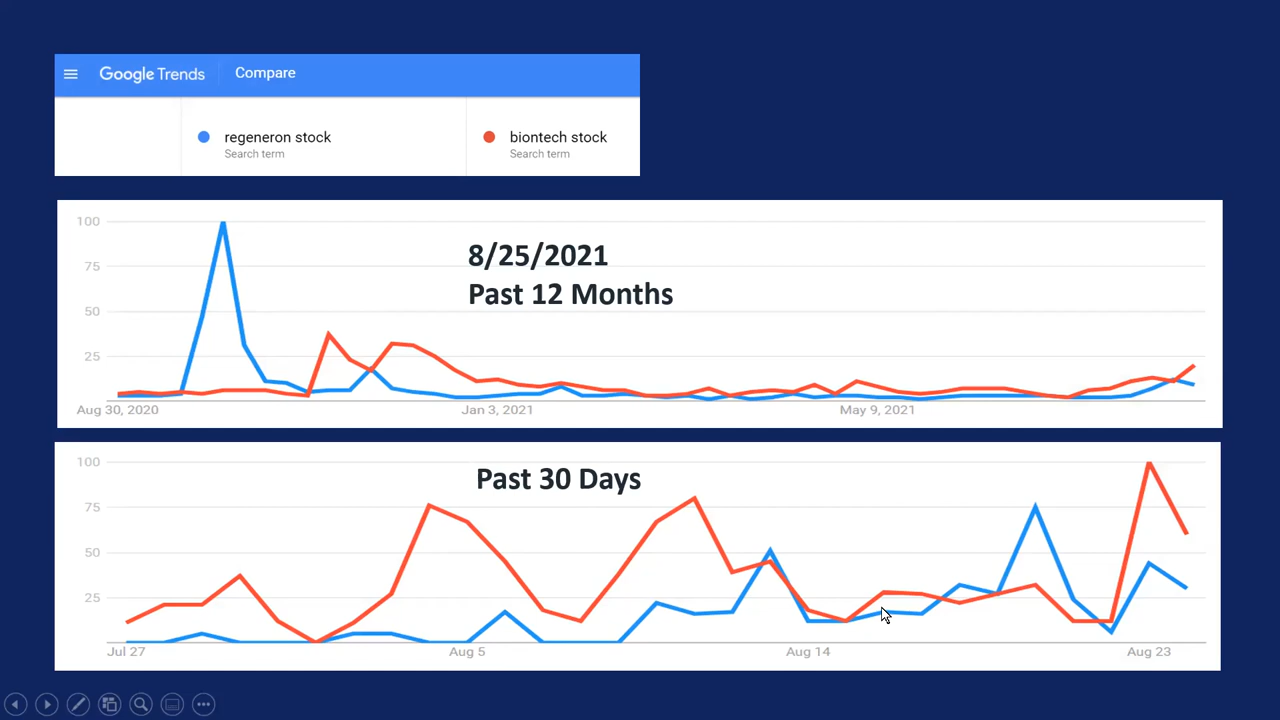 Google Trends Compare
regeneron stock biontech stock
Search term Search term
100
8/25/2021
75
Past 12 Months
50
25
Aug 30, 2020 Jan 3, 2021 May 9, 2021
100
Past 30 Days
75
50
25
Jul 27 Aug 5 Aug 14 Aug 23